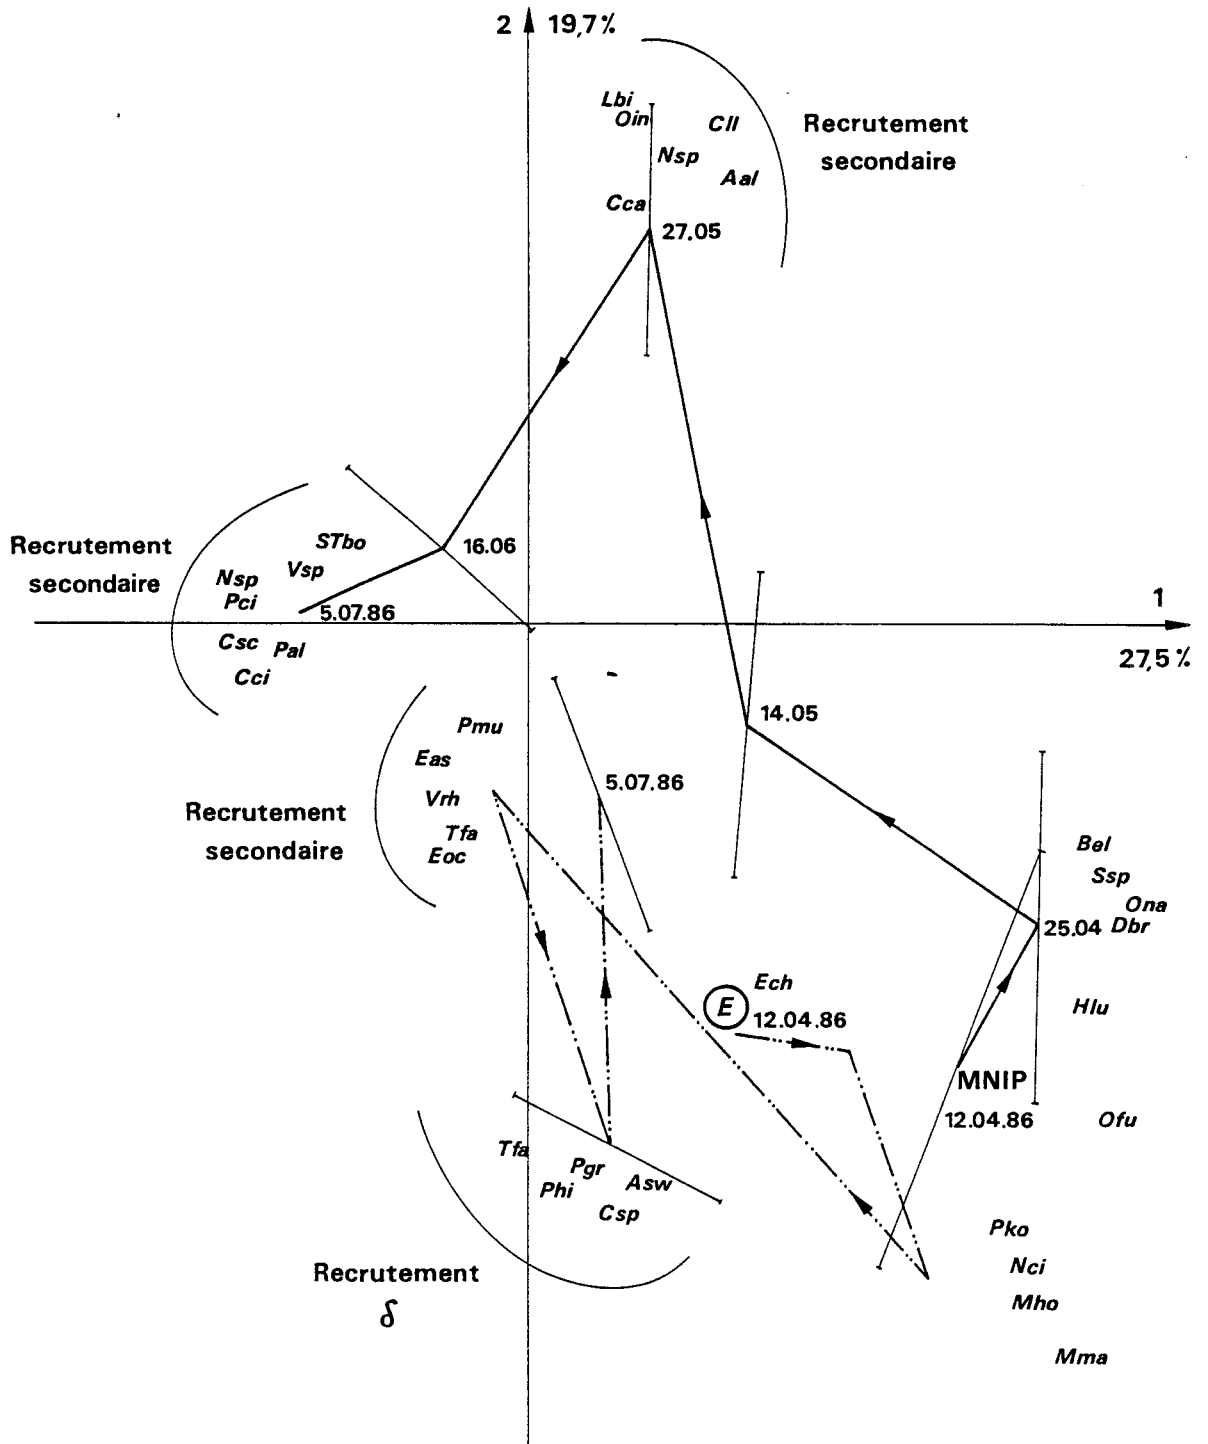 2 19,7%
Lbi
Oin
Cll
Nsp
Aal
Cca
Recrutement
secondaire
27.05
Recrutement
secondaire
STbo
Vsp
Nsp
Pci
16.06
5.07.86
Csc
Pal
Cci
1
27,5%
14.05
Pmu
Eas
Vrh
Tfa
Eoc
Recrutement
secondaire
5.07.86
Bel
Ssp
Ona
25.04 Dbr
Ech
E
12.04.86
Hlu
MNIP
12.04.86
Ofu
Tfa
Pgr
Phi
Asw
Csp
Pko
Nci
Mho
Mma
Recrutement
δ